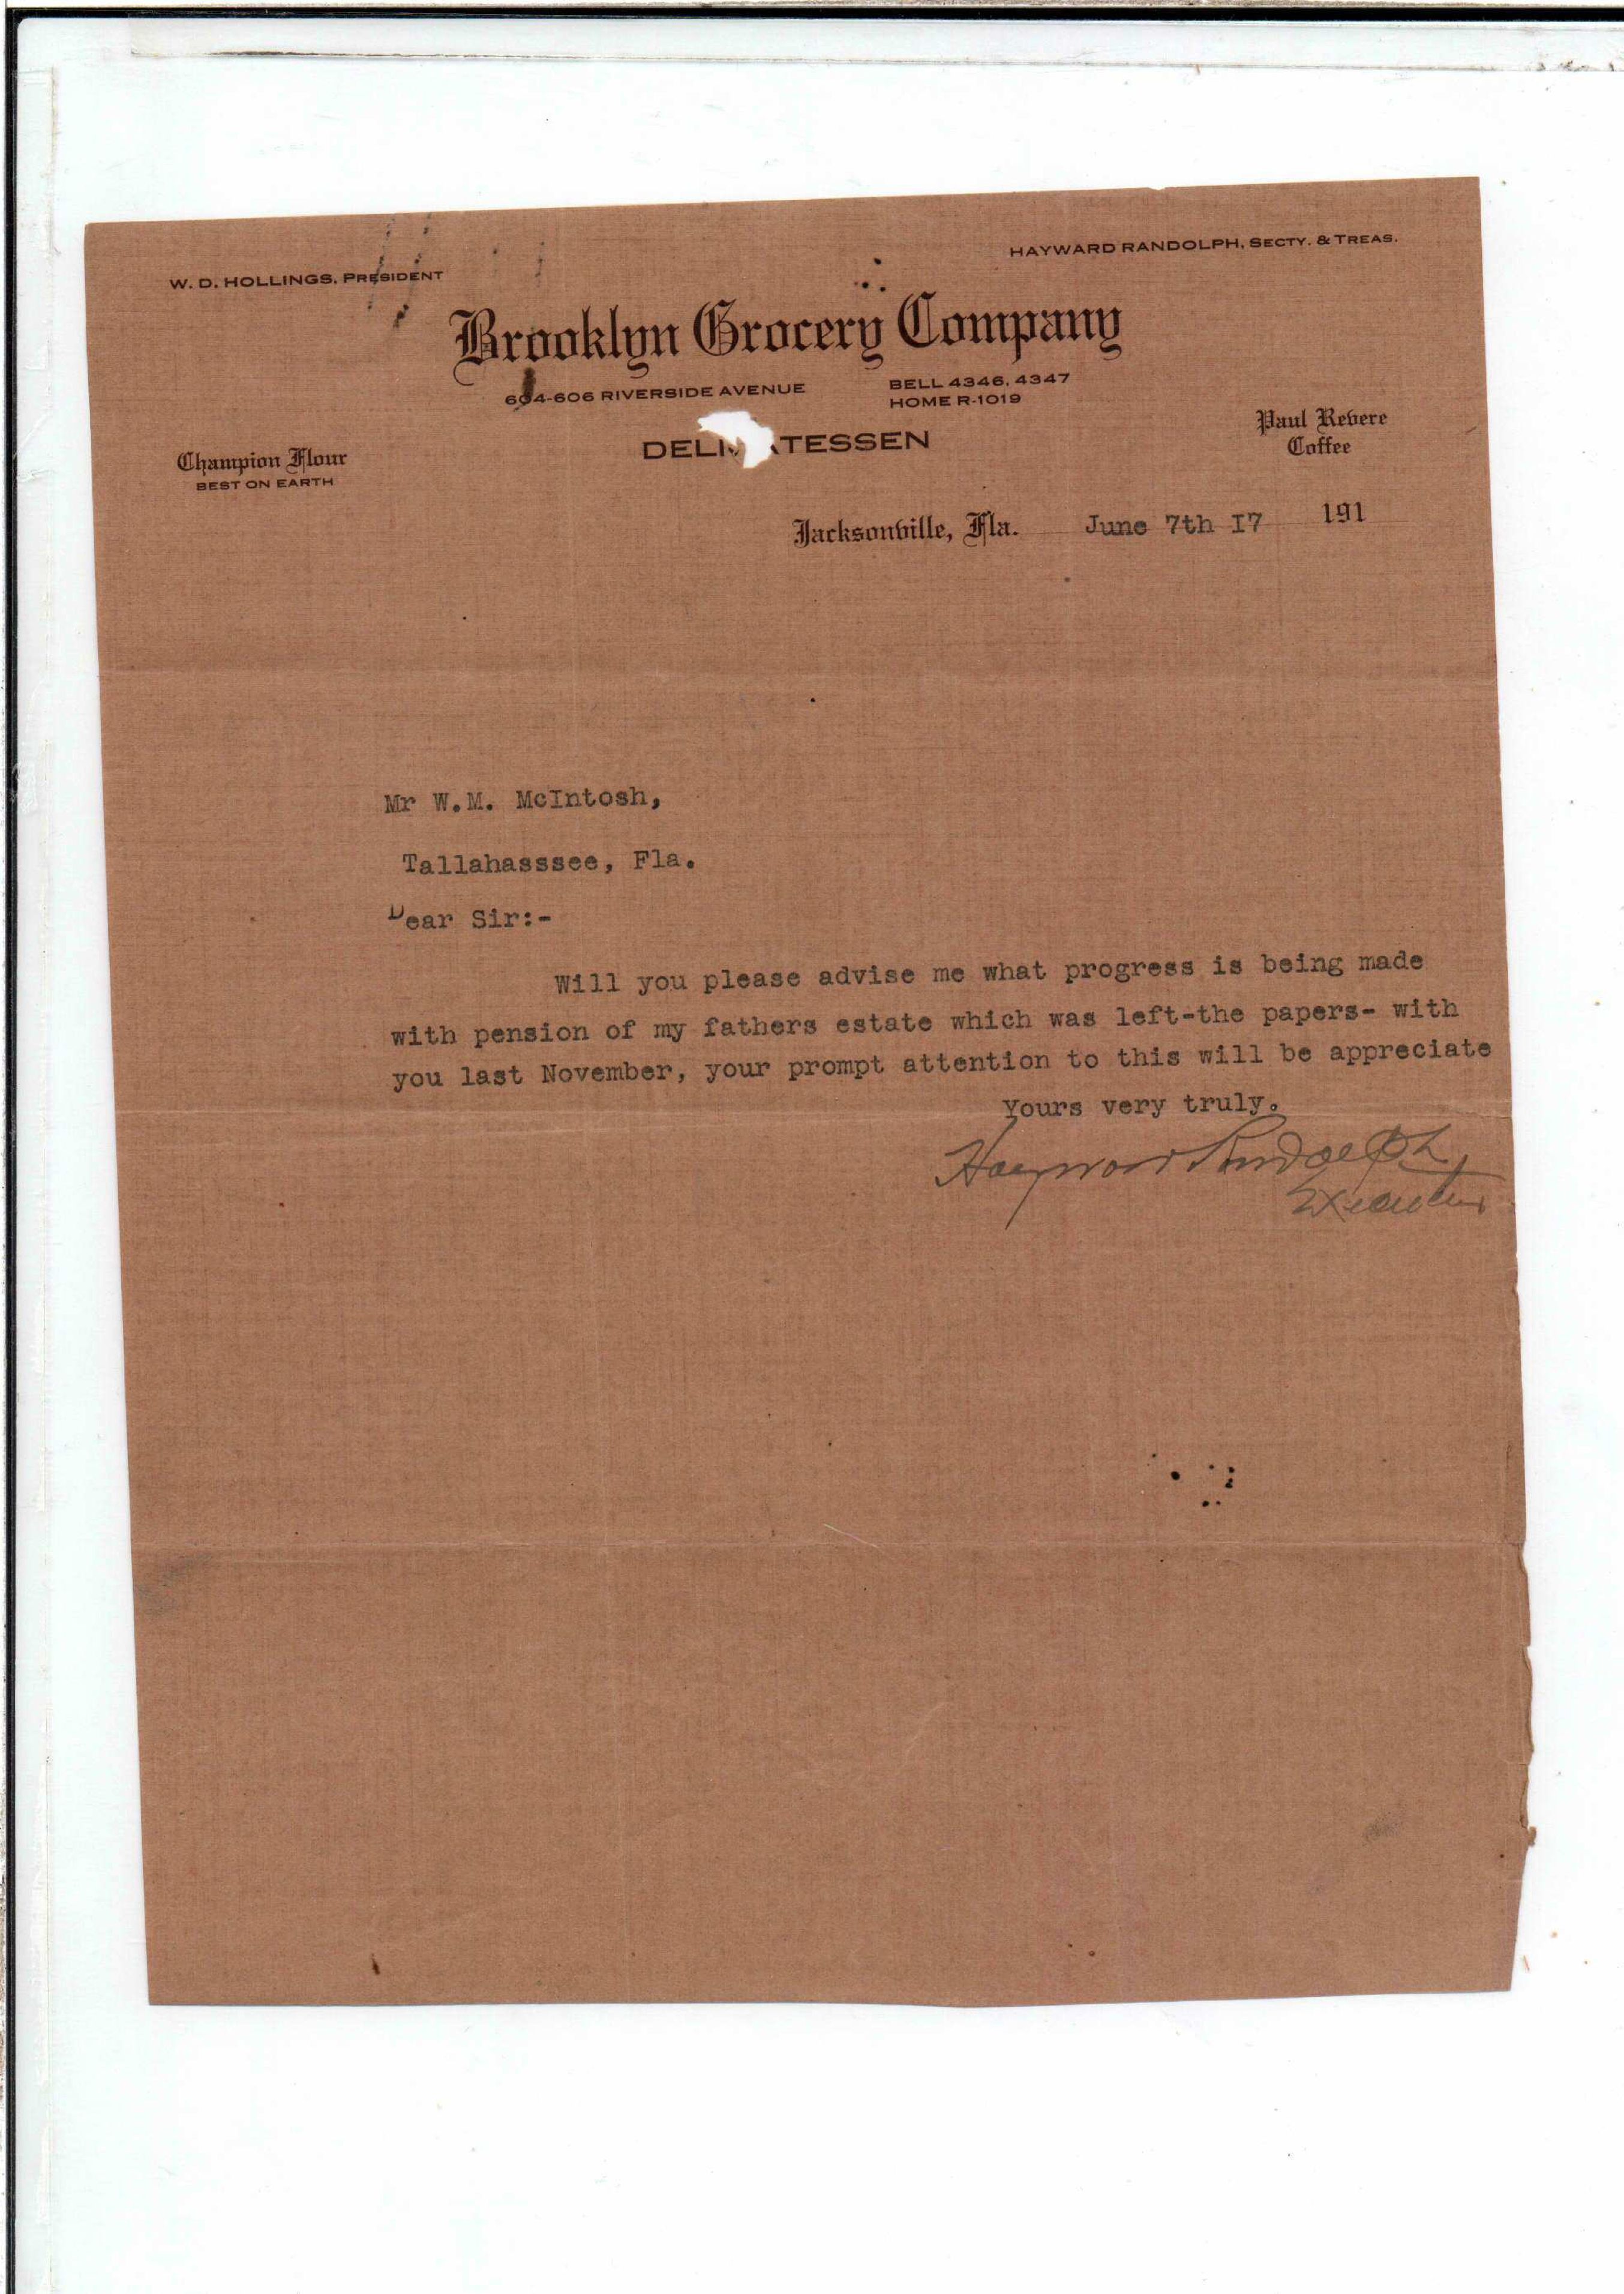 W. D. HOLLINGS, PRESIDENT
HAYWARD RANDOLPH, SECTY. & TREAS.
Brooklyn Grocery Company
604-606 RIVERSIDE AVENUE
BELL 4346, 4347
HOME R-1019
DELICATESSEN
Champion Flour
BEST ON EARTH
Paul Revere
Coffee
Jacksonville, Fla. June 7th I7 191
Mr W.M. McIntosh,
Tallahasssee, Fla.
Dear Sir:-
Will you please advise me what progress is being made
with pension of my fathers estate which was left-the papers- with
you last November, your prompt attention to this will be appreciate
Yours very truly.
Hayward Randolph,
Executor